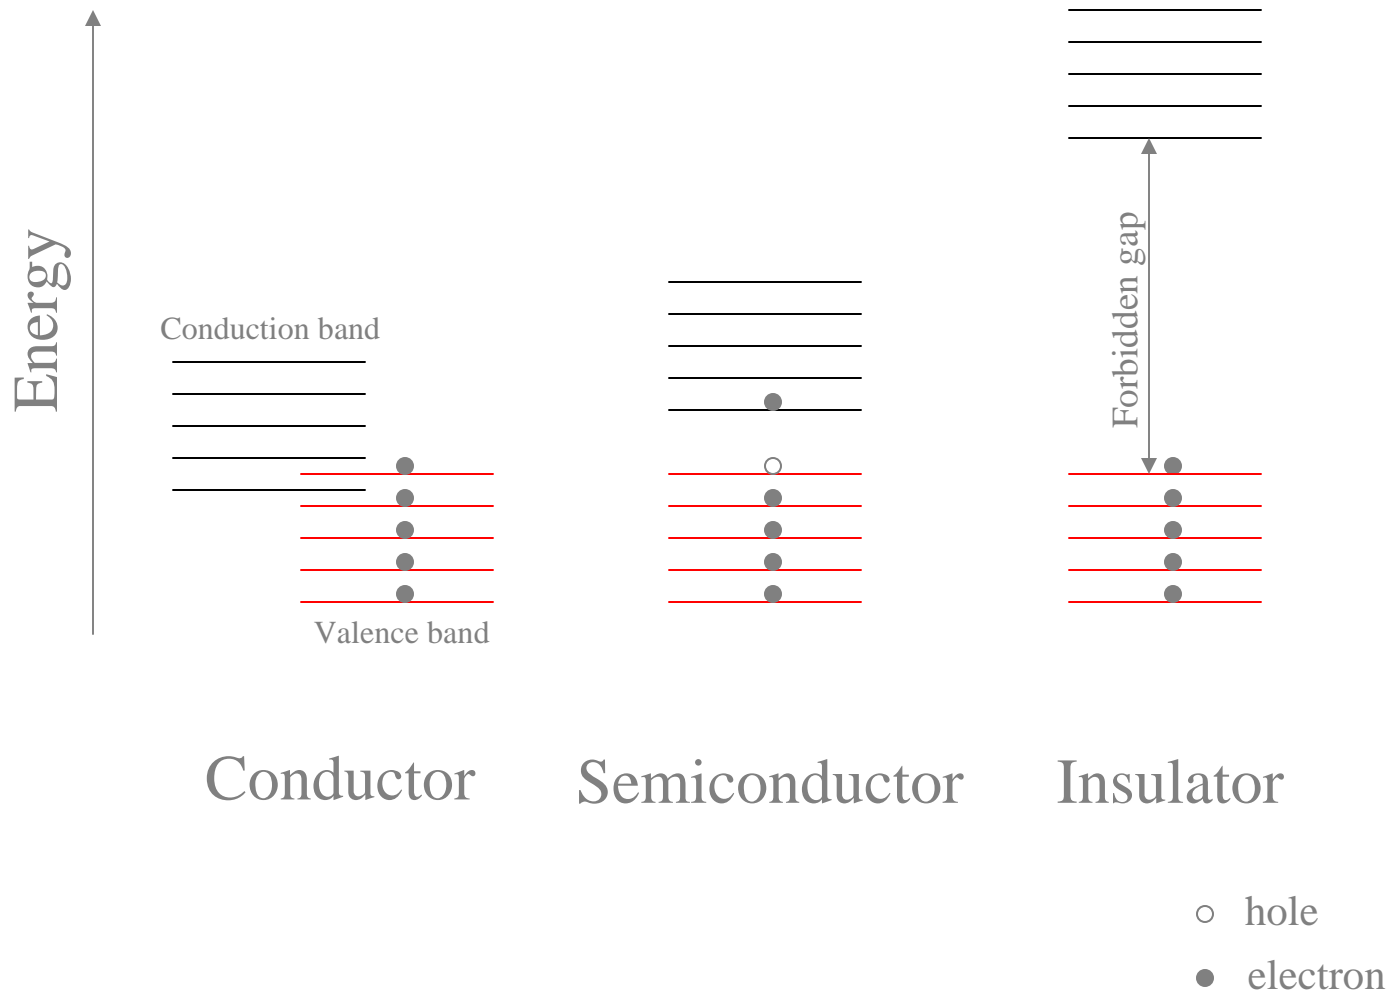 Energy
Conduction band
Valence band
Forbidden gap
Conductor
Semiconductor
Insulator
hole
electron